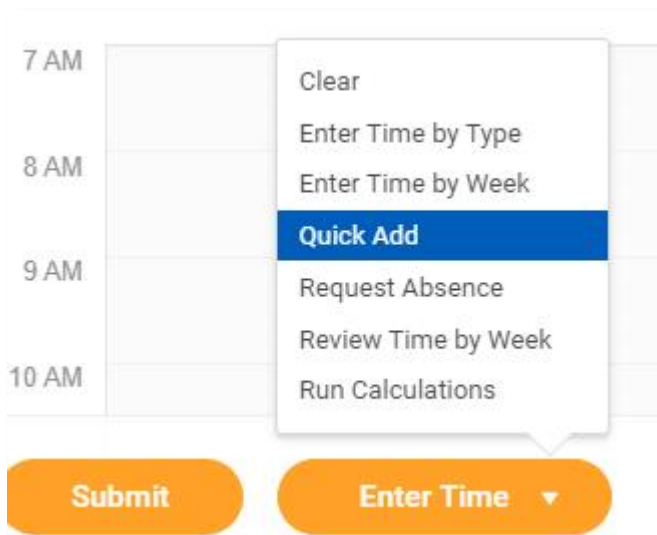 7 AM
8 AM
9 AM
10 AM
Clear
Enter Time by Type
Enter Time by Week
Quick Add
Request Absence
Review Time by Week
Run Calculations
Submit
Enter Time